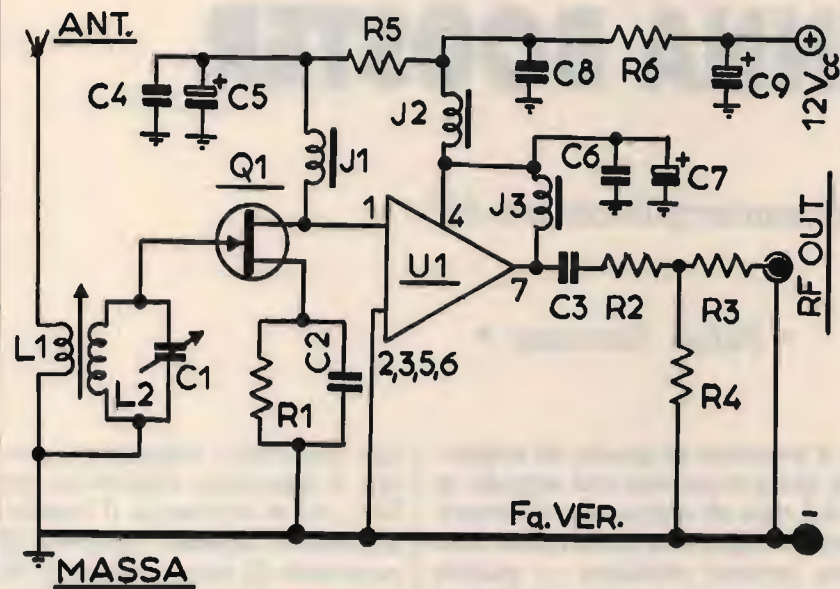 ANT.
R5
C8
R6
C9
12Vcc
C4
C5
J1
J2
J3
C6
C7
Q1
1
4
U1
7
2,3,5,6
C3
R2
R3
RF OUT
R4
L1
L2
C1
R1
C2
Fa.VER.
MASSA